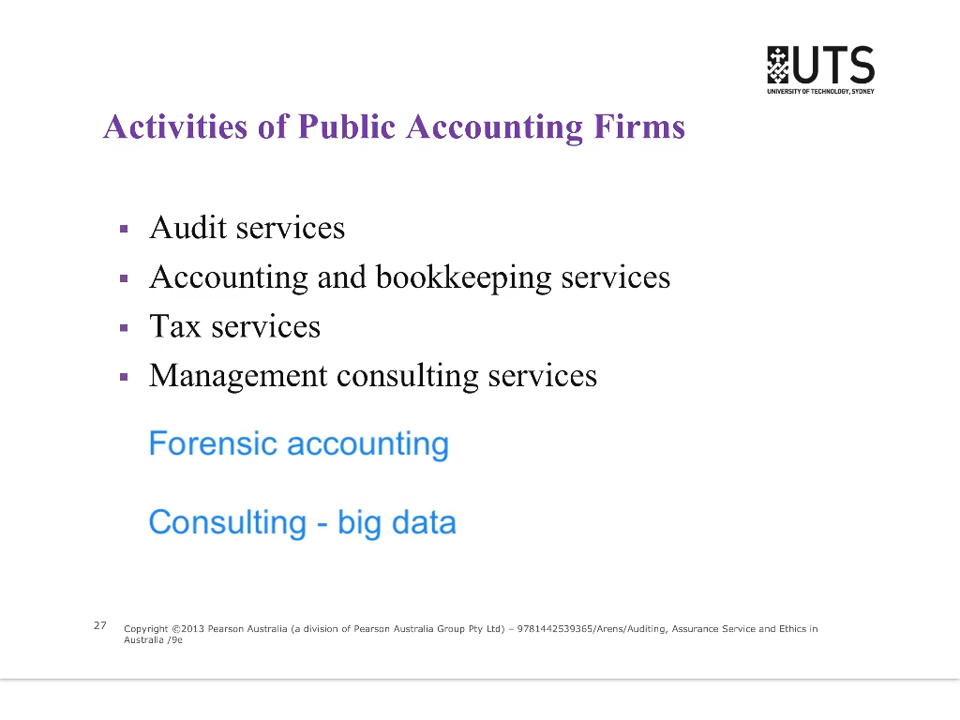 UTS
UNIVERSITY OF TECHNOLOGY, SYDNEY
Activities of Public Accounting Firms
▪ Audit services
▪ Accounting and bookkeeping services
▪ Tax services
▪ Management consulting services
Forensic accounting
Consulting - big data
27
Copyright ©2013 Pearson Australia (a division of Pearson Australia Group Pty Ltd) – 9781442539365/Arens/Auditing, Assurance Service and Ethics in
Australia /9e